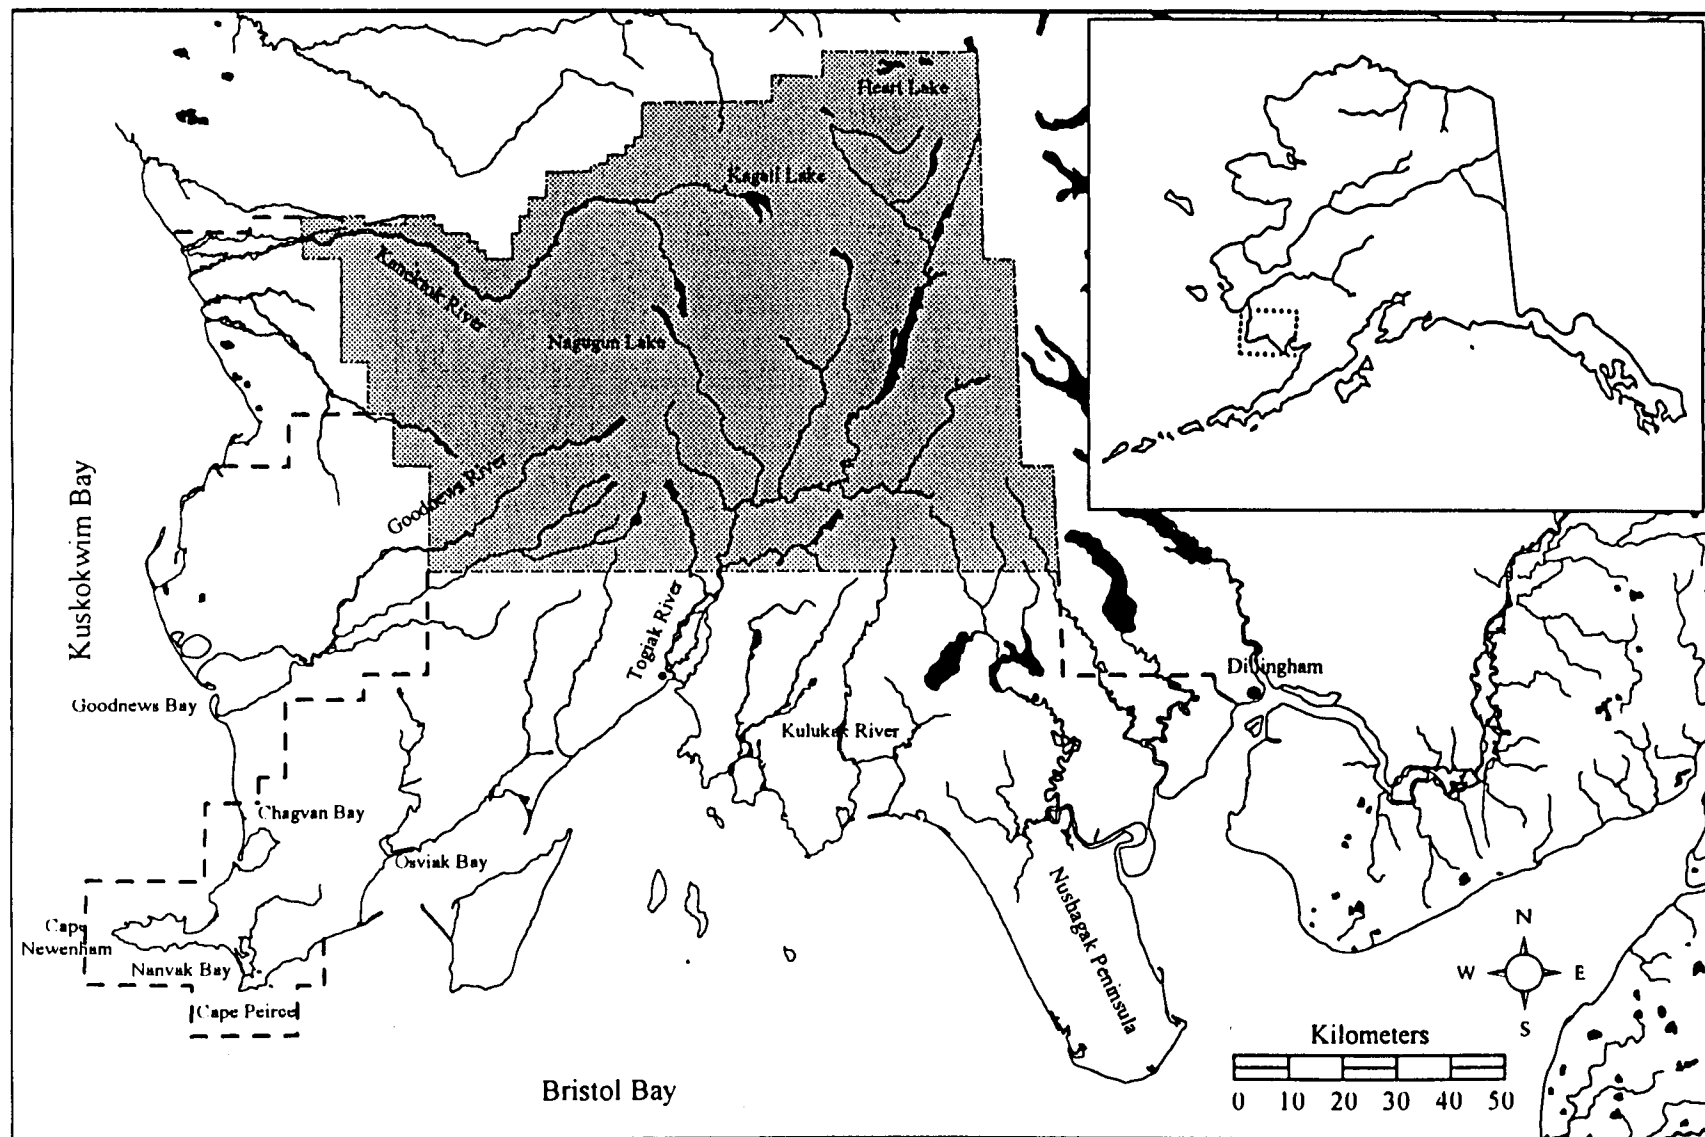 Heart Lake
Kagati Lake
Kanektok River
Nagugun Lake
Goodnews River
Kuskokwim Bay
Togiak River
Dillingham
Goodnews Bay
Kulukak River
Chagvan Bay
Osviak Bay
Nushagak Peninsula
Cape
Newenham
Nanvak Bay
Cape Peirce
N
W E
S
Kilometers
0 10 20 30 40 50
Bristol Bay